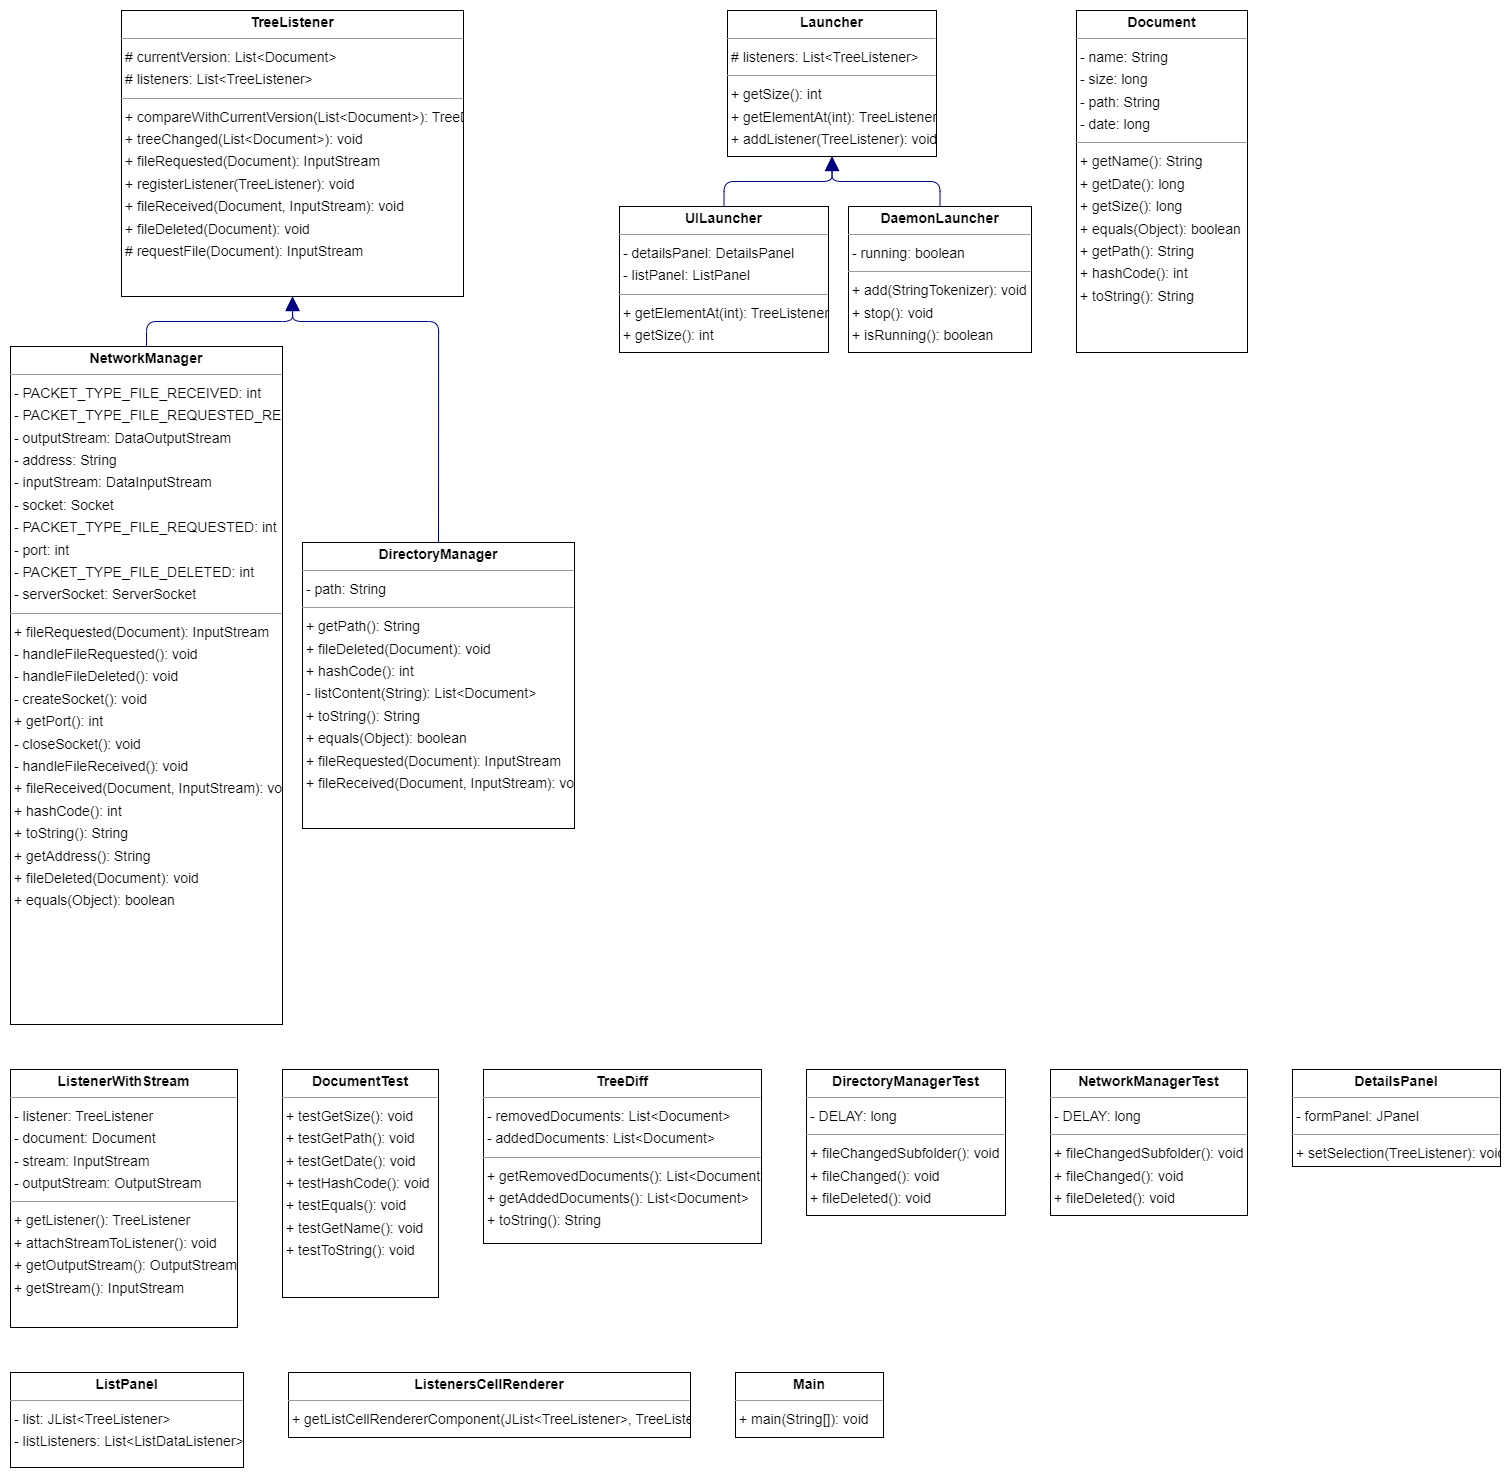 TreeListener
# currentVersion: List<Document>
# listeners: List<TreeListener>
+ compareWithCurrentVersion(List<Document>): TreeD
+ treeChanged(List<Document>): void
+ fileRequested(Document): InputStream
+ registerListener(TreeListener): void
+ fileReceived(Document, InputStream): void
+ fileDeleted(Document): void
# requestFile(Document): InputStream
Launcher
# listeners: List<TreeListener>
+ getSize(): int
+ getElementAt(int): TreeListener
+ addListener(TreeListener): void
Document
- name: String
- size: long
- path: String
- date: long
+ getName(): String
+ getDate(): long
+ getSize(): long
+ equals(Object): boolean
+ getPath(): String
+ hashCode(): int
+ toString(): String
UILauncher
- detailsPanel: DetailsPanel
- listPanel: ListPanel
+ getElementAt(int): TreeListener
+ getSize(): int
DaemonLauncher
- running: boolean
+ add(StringTokenizer): void
+ stop(): void
+ isRunning(): boolean
NetworkManager
- PACKET_TYPE_FILE_RECEIVED: int
- PACKET_TYPE_FILE_REQUESTED_RE
- outputStream: DataOutputStream
- address: String
- inputStream: DataInputStream
- socket: Socket
- PACKET_TYPE_FILE_REQUESTED: int
- port: int
- PACKET_TYPE_FILE_DELETED: int
- serverSocket: ServerSocket
+ fileRequested(Document): InputStream
- handleFileRequested(): void
- handleFileDeleted(): void
- createSocket(): void
+ getPort(): int
- closeSocket(): void
- handleFileReceived(): void
+ fileReceived(Document, InputStream): vo
+ hashCode(): int
+ toString(): String
+ getAddress(): String
+ fileDeleted(Document): void
+ equals(Object): boolean
DirectoryManager
- path: String
+ getPath(): String
+ fileDeleted(Document): void
+ hashCode(): int
- listContent(String): List<Document>
+ toString(): String
+ equals(Object): boolean
+ fileRequested(Document): InputStream
+ fileReceived(Document, InputStream): vo
ListenerWithStream
- listener: TreeListener
- document: Document
- stream: InputStream
- outputStream: OutputStream
+ getListener(): TreeListener
+ attachStreamToListener(): void
+ getOutputStream(): OutputStream
+ getStream(): InputStream
DocumentTest
+ testGetSize(): void
+ testGetPath(): void
+ testGetDate(): void
+ testHashCode(): void
+ testEquals(): void
+ testGetName(): void
+ testToString(): void
TreeDiff
- removedDocuments: List<Document>
- addedDocuments: List<Document>
+ getRemovedDocuments(): List<Document
+ getAddedDocuments(): List<Document>
+ toString(): String
DirectoryManagerTest
- DELAY: long
+ fileChangedSubfolder(): void
+ fileChanged(): void
+ fileDeleted(): void
NetworkManagerTest
- DELAY: long
+ fileChangedSubfolder(): void
+ fileChanged(): void
+ fileDeleted(): void
DetailsPanel
- formPanel: JPanel
+ setSelection(TreeListener): void
ListPanel
- list: JList<TreeListener>
- listListeners: List<ListDataListener>
ListenersCellRenderer
+ getListCellRendererComponent(JList<TreeListener>, TreeListe
Main
+ main(String[]): void